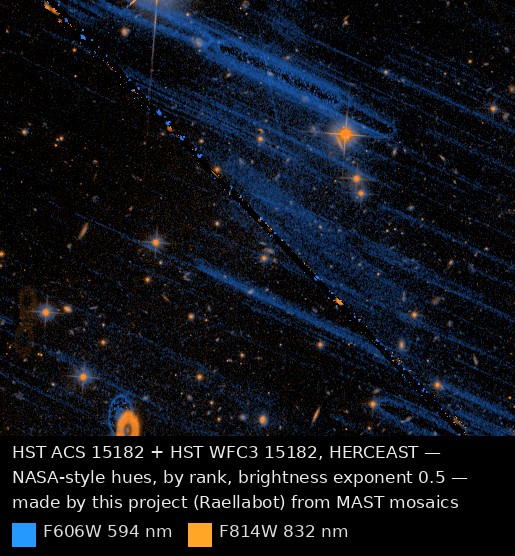 HST ACS 15182 + HST WFC3 15182, HERCEAST —
NASA-style hues, by rank, brightness exponent 0.5 —
made by this project (Raellabot) from MAST mosaics
F606W 594 nm
F814W 832 nm